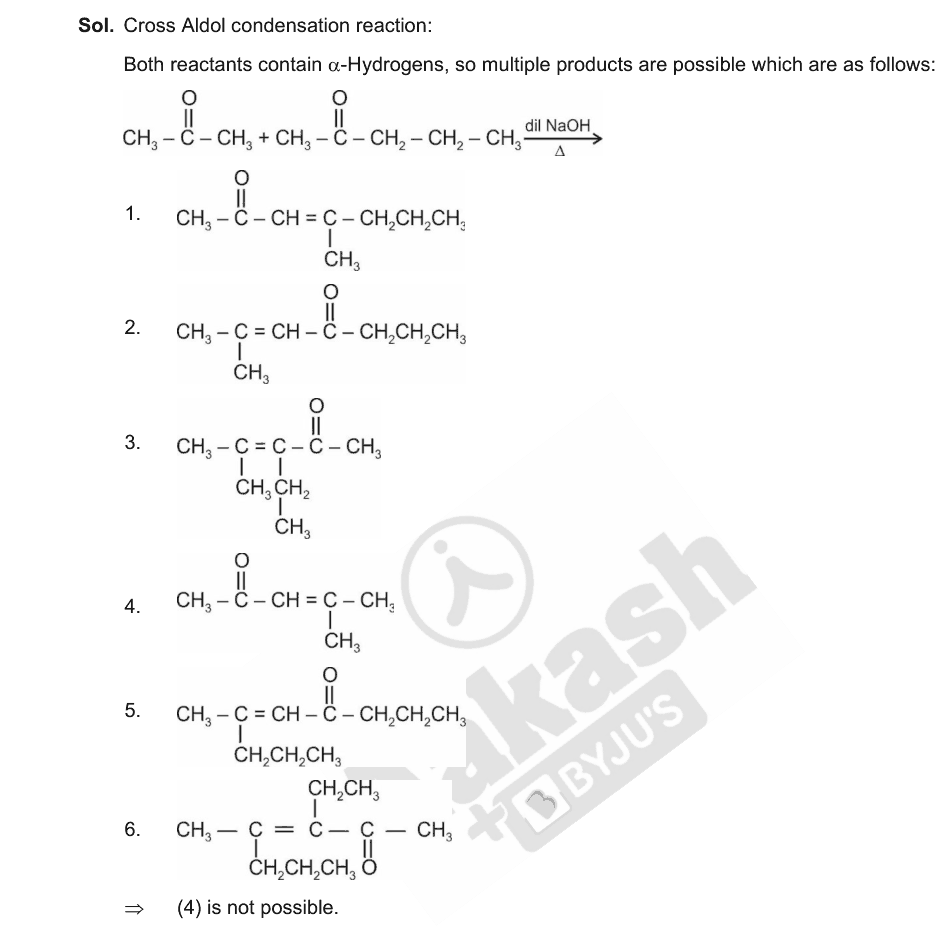 Sol. Cross Aldol condensation reaction:
Both reactants contain α-Hydrogens, so multiple products are possible which are as follows:
O O
|| ||
CH₃ – C – CH₃ + CH₃ – C – CH₂ – CH₂ – CH₃ dil NaOH
Δ
O
||
1. CH₃ – C – CH = C – CH₂CH₂CH₃
|
CH₃
O
||
2. CH₃ – C = CH – C – CH₂CH₂CH₃
|
CH₃
O
||
3. CH₃ – C = C – C – CH₃
| |
CH₃ CH₂
|
CH₃
O
||
4. CH₃ – C – CH = C – CH₃
|
CH₃
O
||
5. CH₃ – C = CH – C – CH₂CH₂CH₃
|
CH₂CH₂CH₃
CH₂CH₃
|
6. CH₃ — C = C — C — CH₃
| ||
CH₂CH₂CH₃ O
⇒ (4) is not possible.
Aakash
+ B BYJU'S